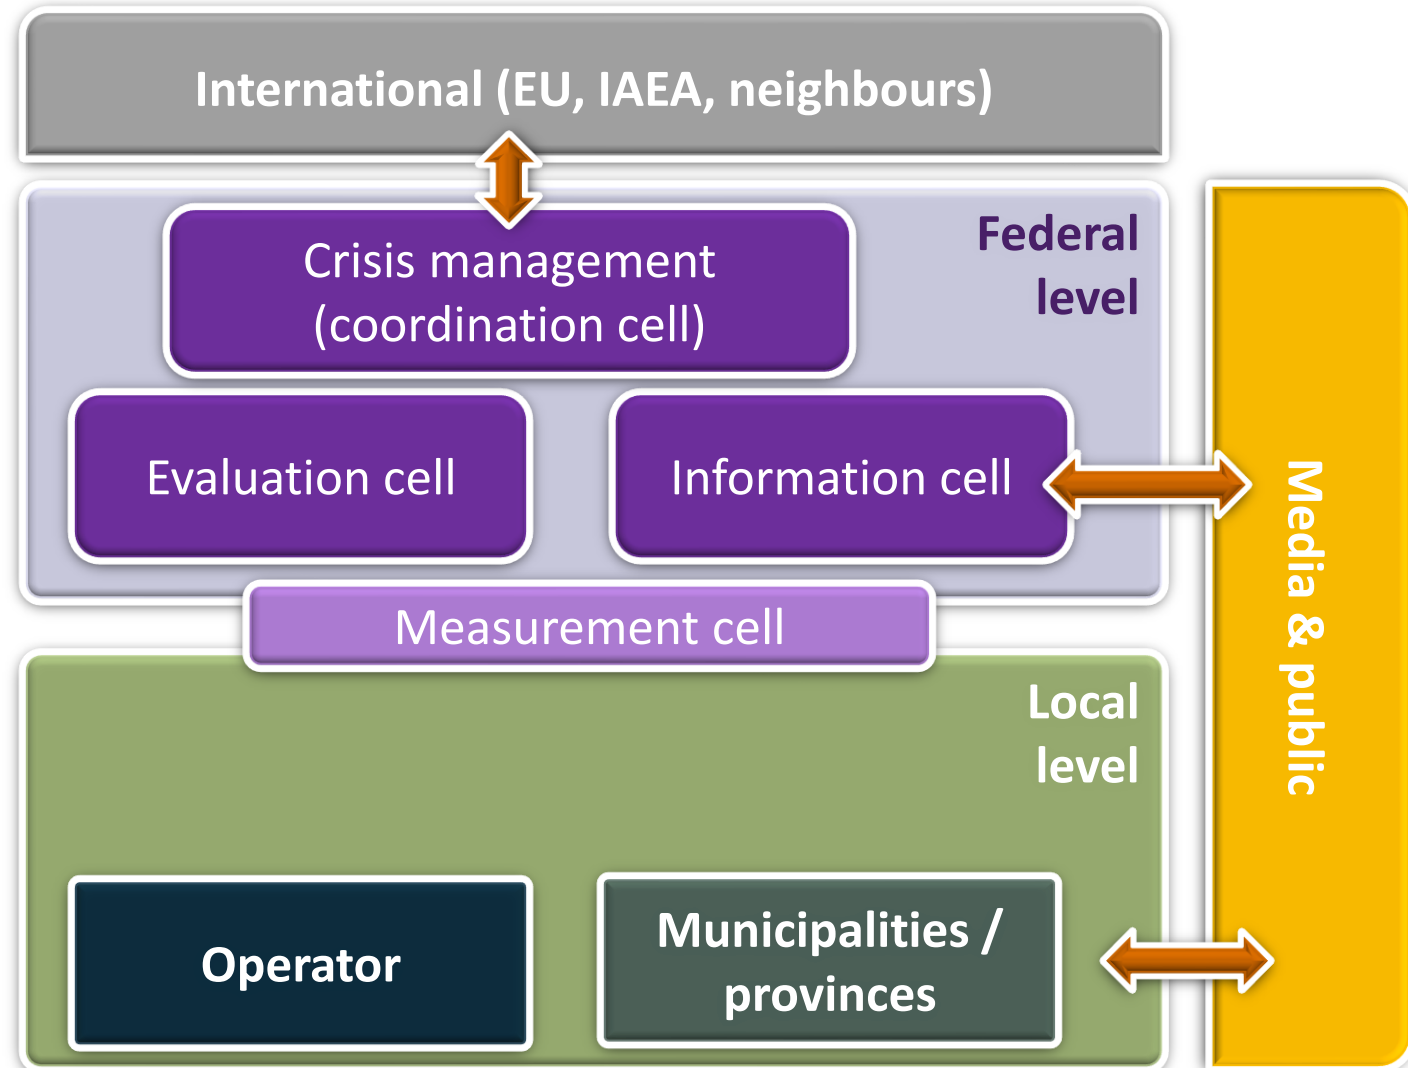 International (EU, IAEA, neighbours)
Federal
level
Crisis management
(coordination cell)
Evaluation cell
Information cell
Measurement cell
Media & public
Local
level
Operator
Municipalities /
provinces